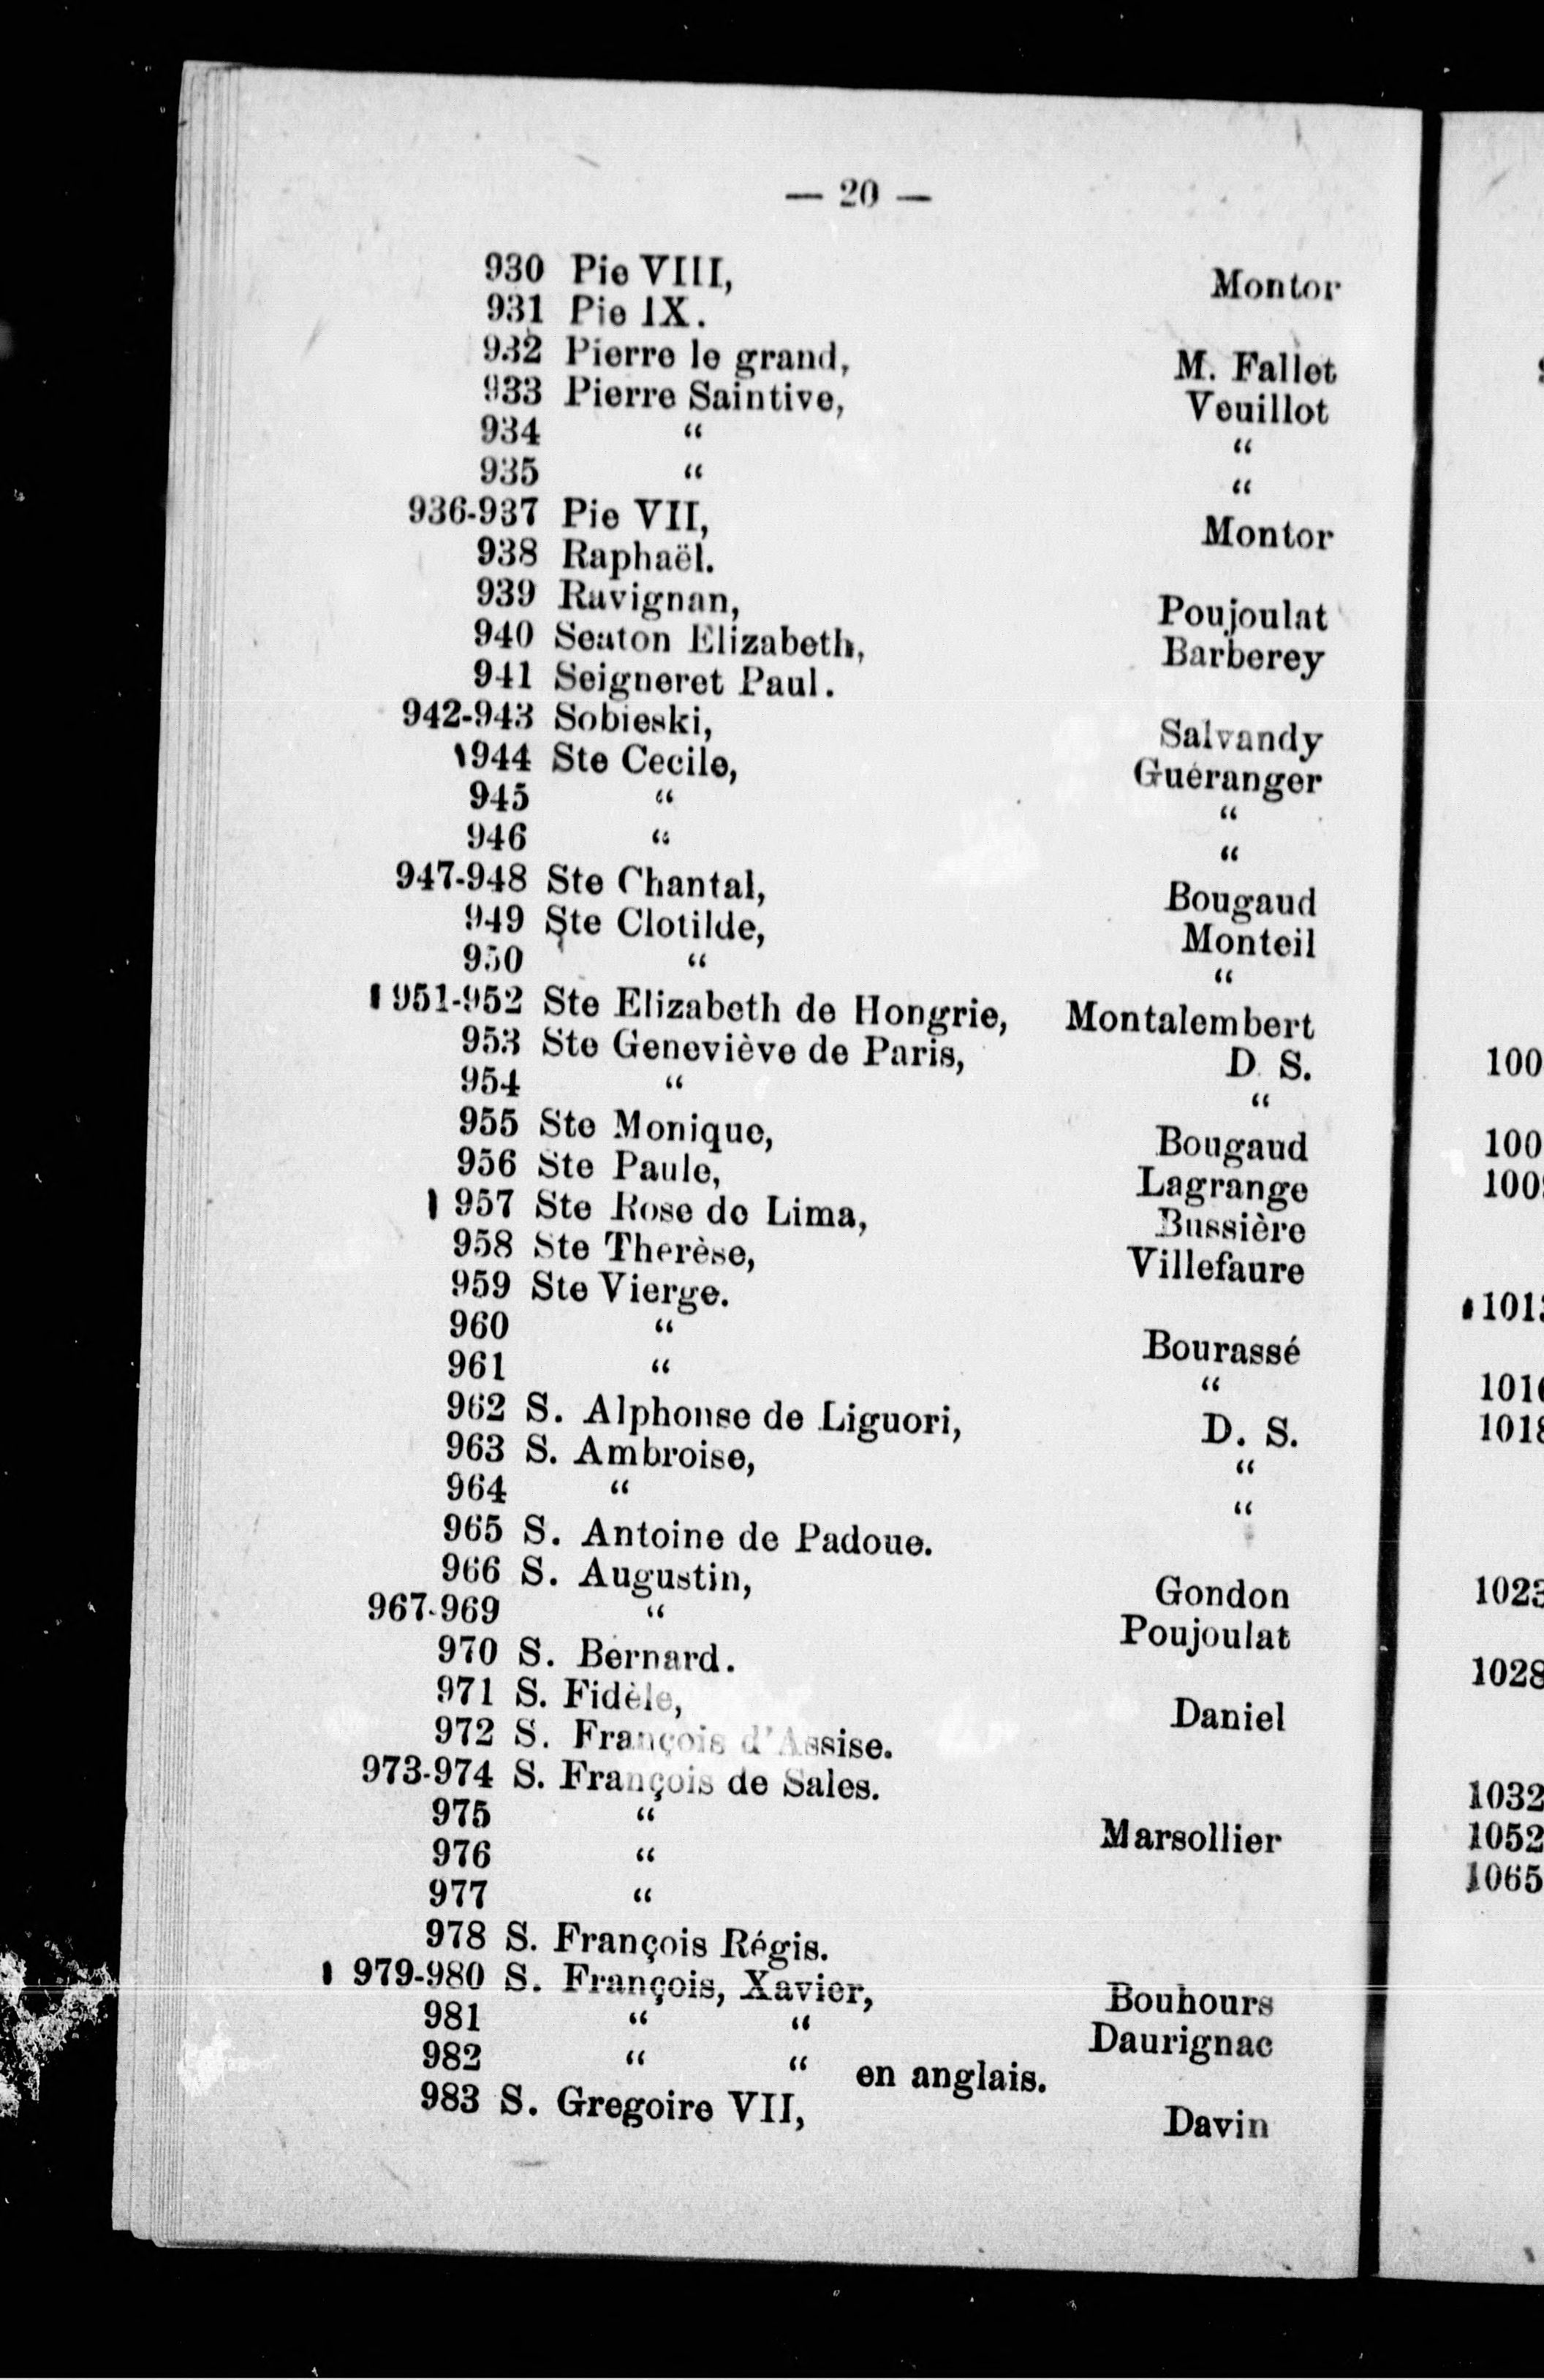 — 20 —
930 Pie VIII, Montor
931 Pie IX.
932 Pierre le grand, M. Fallet
933 Pierre Saintive, Veuillot
934 “ “
935 “ “
936-937 Pie VII, Montor
938 Raphaël.
939 Ravignan, Poujoulat
940 Seaton Elizabeth, Barberey
941 Seigneret Paul.
942-943 Sobieski, Salvandy
944 Ste Cecile, Guéranger
945 “ “
946 “ “
947-948 Ste Chantal, Bougaud
949 Ste Clotilde, Monteil
950 “ “
951-952 Ste Elizabeth de Hongrie, Montalembert
953 Ste Geneviève de Paris, D. S.
954 “ “
955 Ste Monique, Bougaud
956 Ste Paule, Lagrange
957 Ste Rose de Lima, Bussière
958 Ste Therèse, Villefaure
959 Ste Vierge.
960 “ Bourassé
961 “ “
962 S. Alphonse de Liguori, D. S.
963 S. Ambroise, “
964 “ “
965 S. Antoine de Padoue.
966 S. Augustin, Gondon
967-969 “ Poujoulat
970 S. Bernard.
971 S. Fidèle, Daniel
972 S. François d'Assise.
973-974 S. François de Sales.
975 “ Marsollier
976 “
977 “
978 S. François Régis.
979-980 S. François, Xavier, Bouhours
981 “ “ Daurignac
982 “ “ en anglais.
983 S. Gregoire VII, Davin
100
100
1023
1028
1032
1052
1065